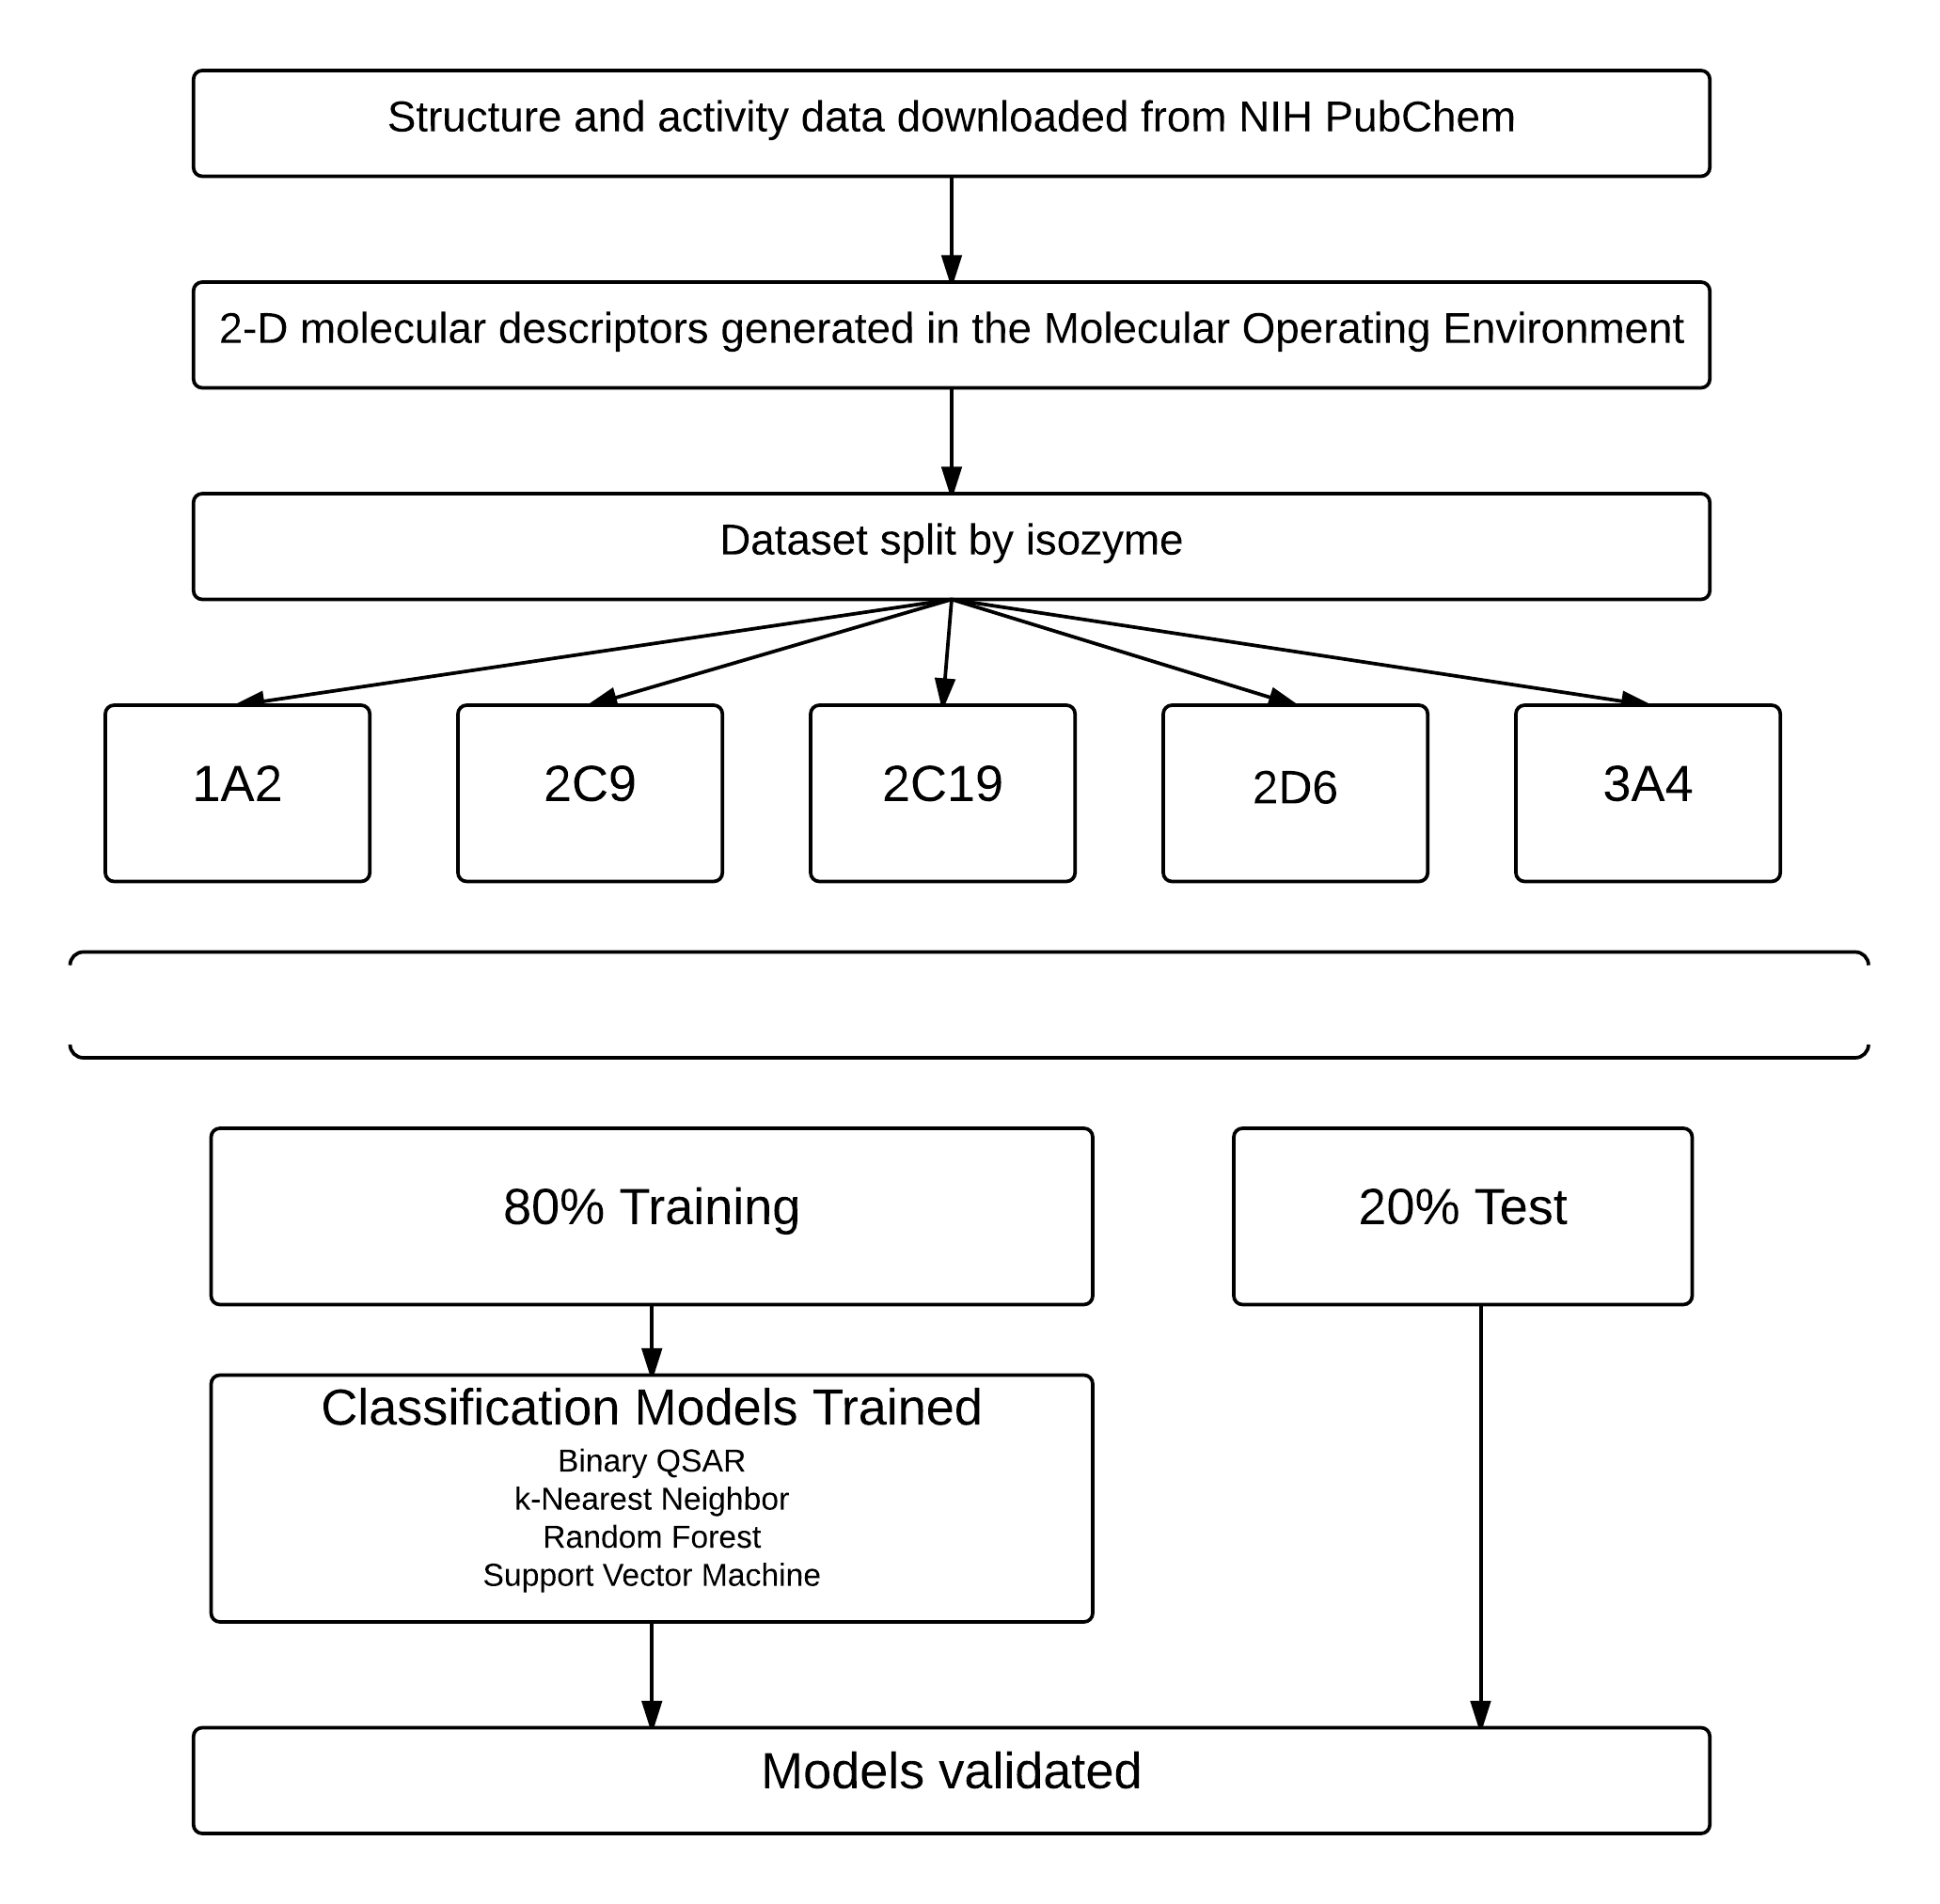 Structure and activity data downloaded from NIH PubChem
2-D molecular descriptors generated in the Molecular Operating Environment
Dataset split by isozyme
1A2
2C9
2C19
2D6
3A4
80% Training
20% Test
Classification Models Trained
Binary QSAR
k-Nearest Neighbor
Random Forest
Support Vector Machine
Models validated